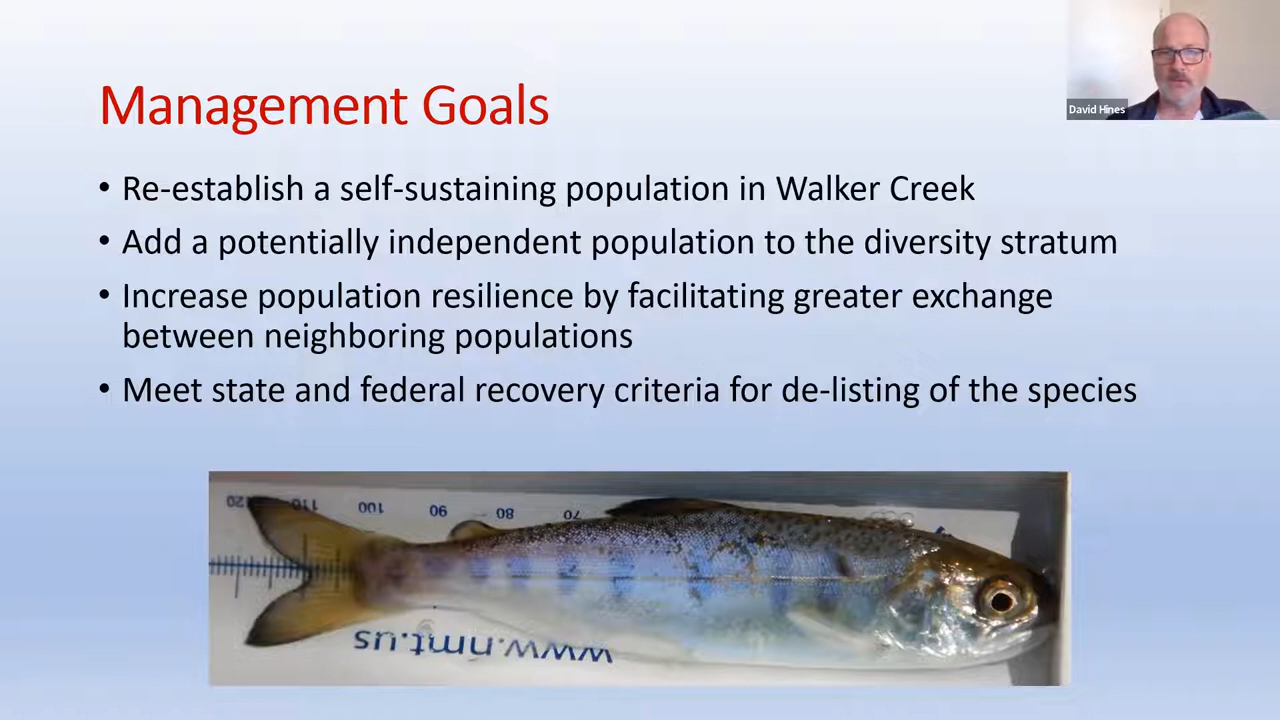 Management Goals
David Hines
• Re-establish a self-sustaining population in Walker Creek
• Add a potentially independent population to the diversity stratum
• Increase population resilience by facilitating greater exchange
between neighboring populations
• Meet state and federal recovery criteria for de-listing of the species
120 110 100 90 80 70
www.nmt.us